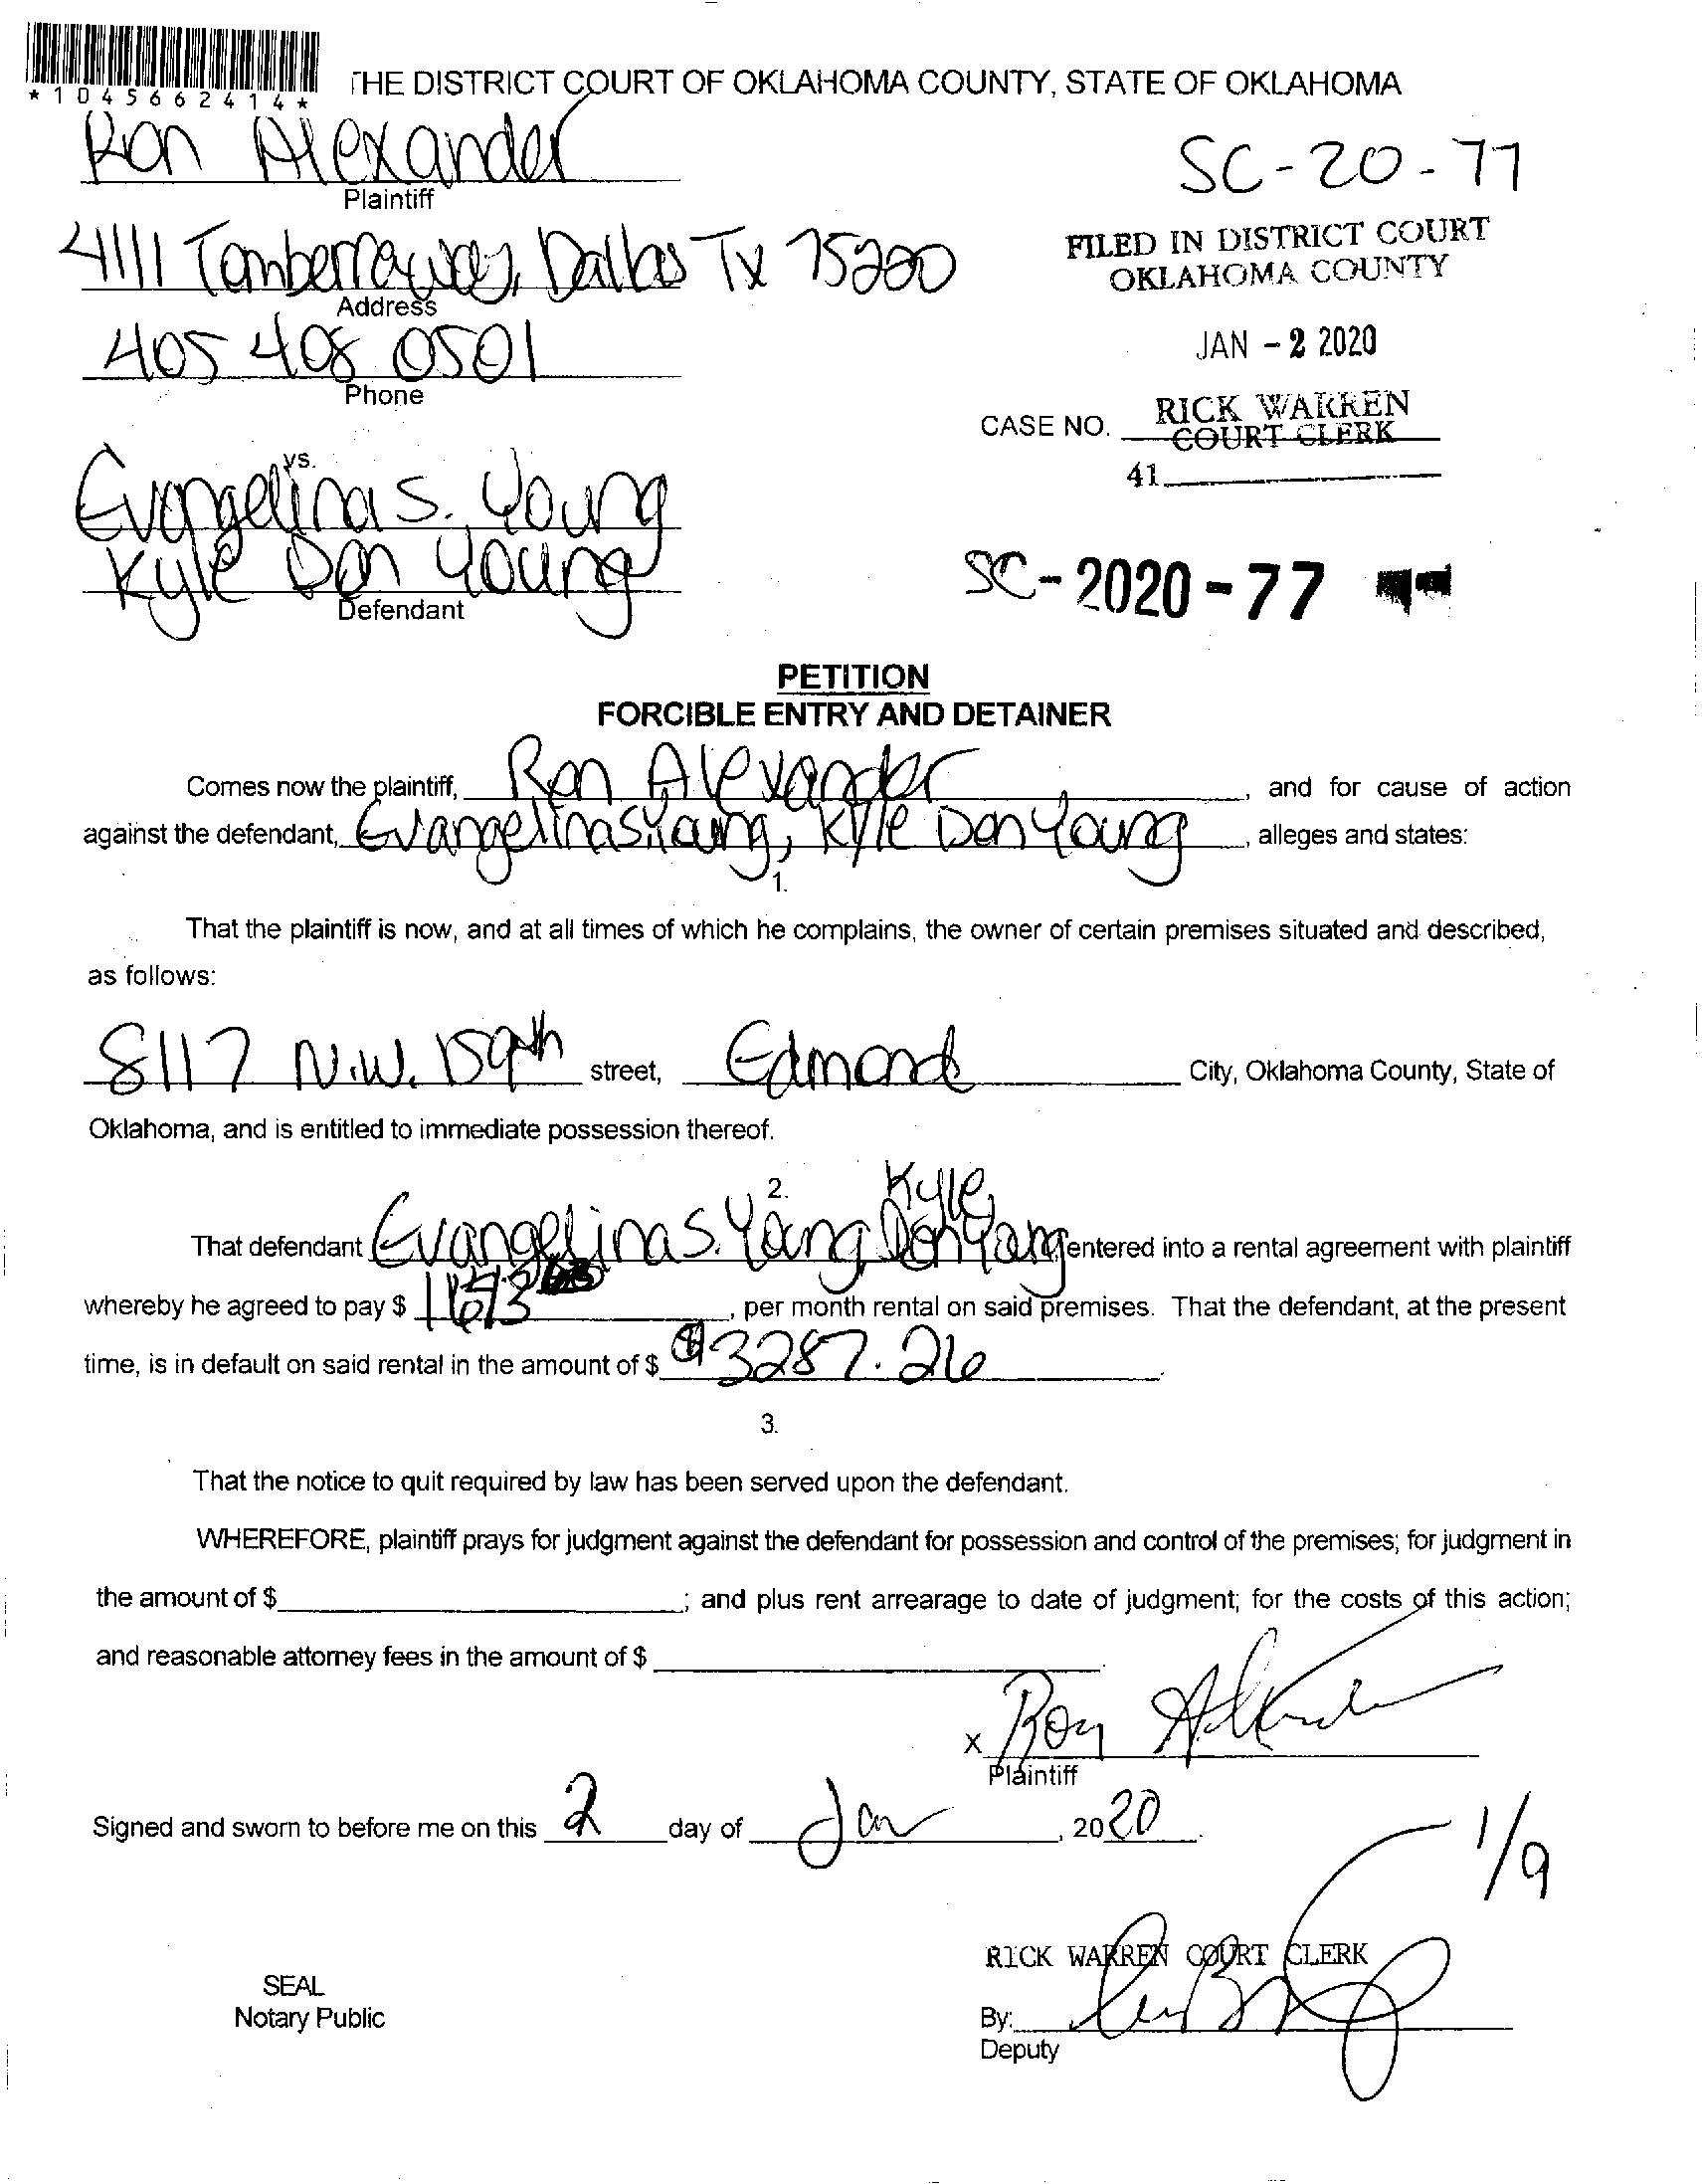 *1045662414*
THE DISTRICT COURT OF OKLAHOMA COUNTY, STATE OF OKLAHOMA
Ron Alexander
Plaintiff
SC-20-77
4111 Dallas Tx 75220
Address
FILED IN DISTRICT COURT
OKLAHOMA COUNTY
JAN - 2 2020
405 408 0501
Phone
RICK WARREN
CASE NO. COURT CLERK
41
vs.
Evangelina S. Young
Kyle Don Young
Defendant
SC-2020-77
PETITION
FORCIBLE ENTRY AND DETAINER
Comes now the plaintiff, Ron Alexander, and for cause of action
against the defendant, Evangelina S. Young, Kyle Don Young, alleges and states:
1.
That the plaintiff is now, and at all times of which he complains, the owner of certain premises situated and described,
as follows:
8117 N.W. 159th street, Edmond City, Oklahoma County, State of
Oklahoma, and is entitled to immediate possession thereof.
2.
Kyle
That defendant Evangelina S. Young Don Young entered into a rental agreement with plaintiff
whereby he agreed to pay $ , per month rental on said premises. That the defendant, at the present
time, is in default on said rental in the amount of $ $3287.26.
3.
That the notice to quit required by law has been served upon the defendant.
WHEREFORE, plaintiff prays for judgment against the defendant for possession and control of the premises; for judgment in
the amount of $ ; and plus rent arrearage to date of judgment; for the costs of this action;
and reasonable attorney fees in the amount of $ .
x Ron
Plaintiff
Signed and sworn to before me on this 2 day of Jan, 2020.
1/9
RICK WARREN COURT CLERK
SEAL
Notary Public
By:
Deputy